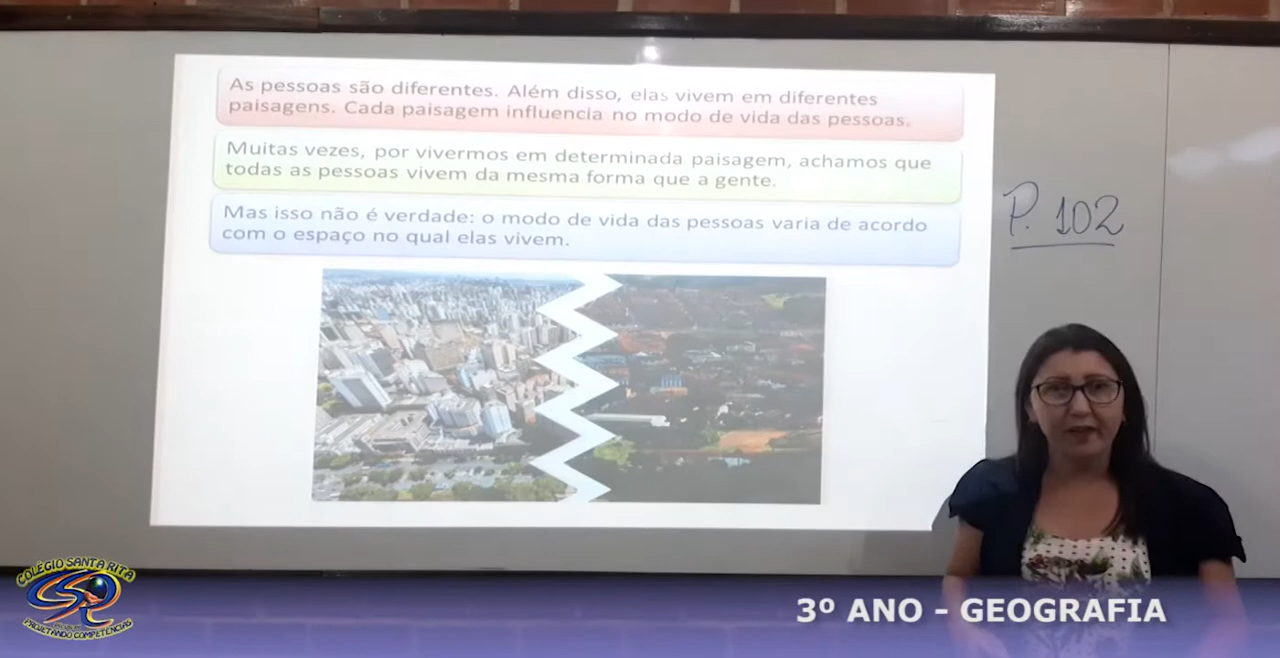 As pessoas são diferentes. Além disso, elas vivem em diferentes
paisagens. Cada paisagem influencia no modo de vida das pessoas.
Muitas vezes, por vivermos em determinada paisagem, achamos que
todas as pessoas vivem da mesma forma que a gente.
Mas isso não é verdade: o modo de vida das pessoas varia de acordo
com o espaço no qual elas vivem.
P. 102
COLÉGIO SANTA RITA
PROJETANDO COMPETÊNCIAS
3º ANO - GEOGRAFIA